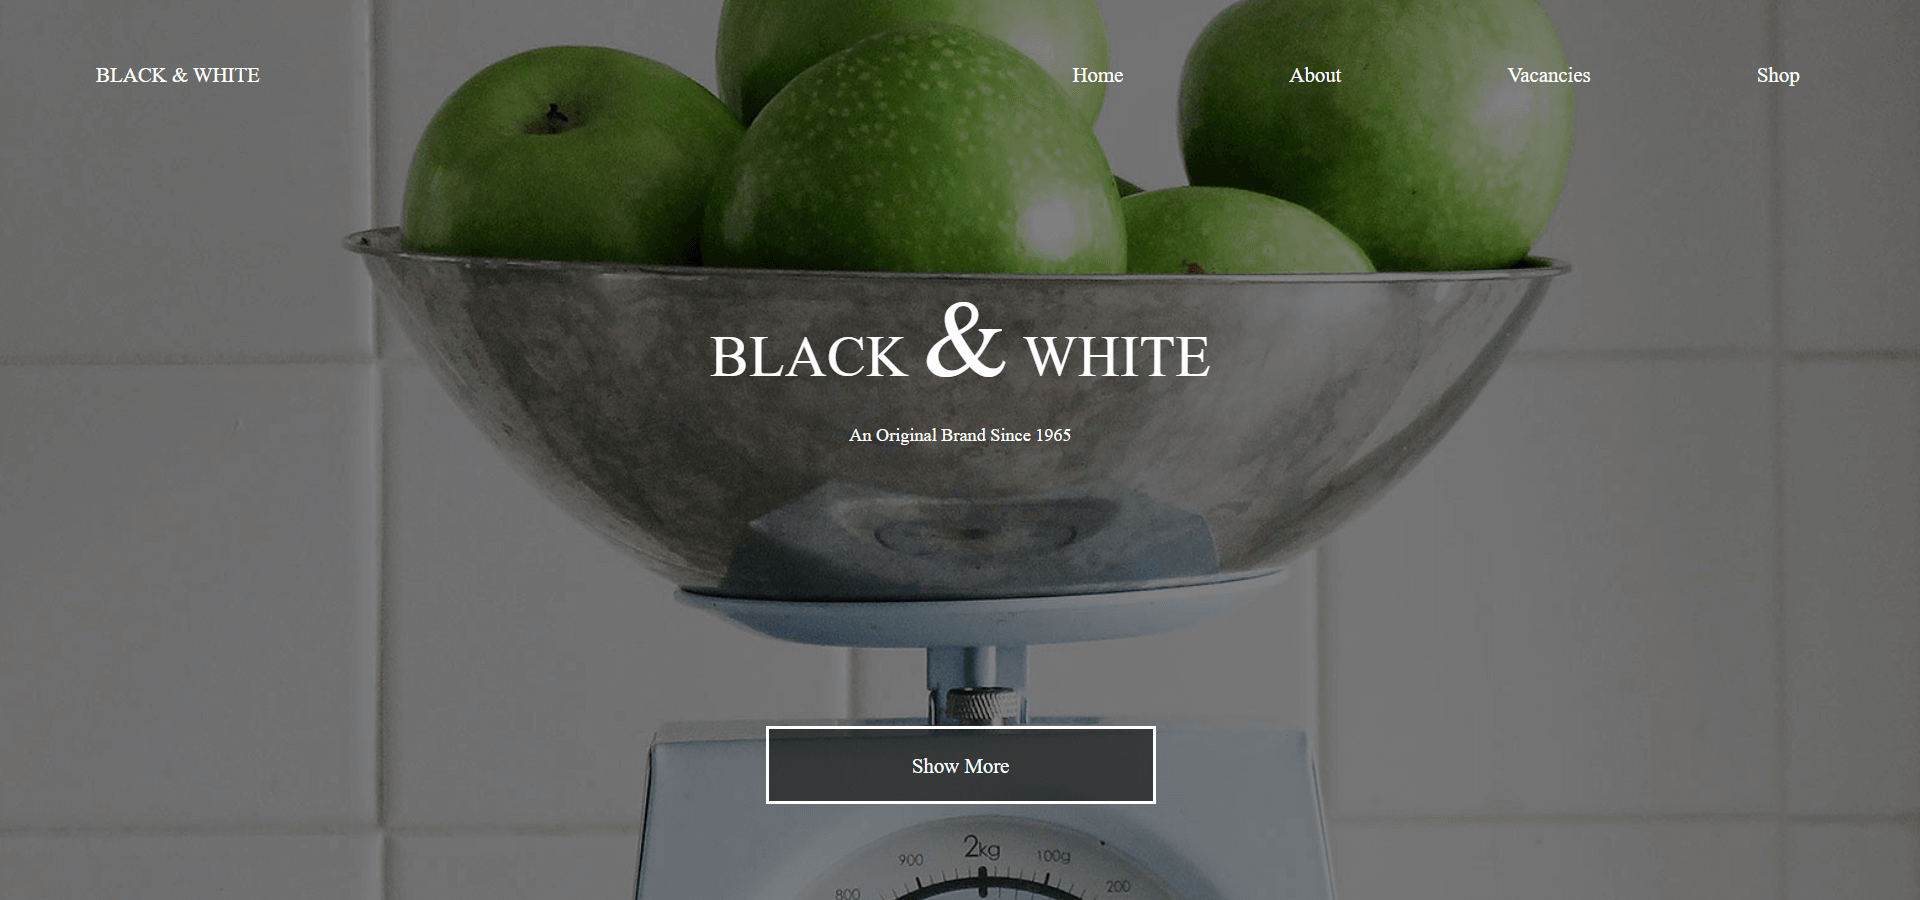 BLACK & WHITE
Home
About
Vacancies
Shop
BLACK & WHITE
An Original Brand Since 1965
Show More
2kg
900
100g
800
200